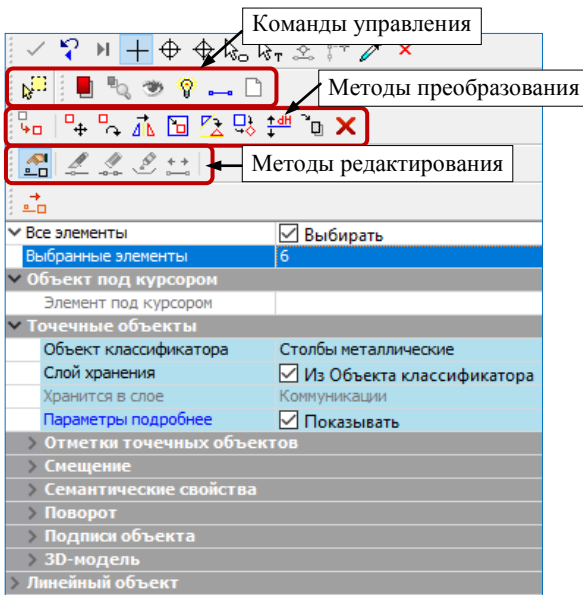 Команды управления
Методы преобразования
Методы редактирования
Все элементы Выбирать
Выбранные элементы 6
Объект под курсором
Элемент под курсором
Точечные объекты
Объект классификатора Столбы металлические
Слой хранения Из Объекта классификатора
Хранится в слое Коммуникации
Параметры подробнее Показывать
Отметки точечных объектов
Смещение
Семантические свойства
Поворот
Подписи объекта
3D-модель
Линейный объект